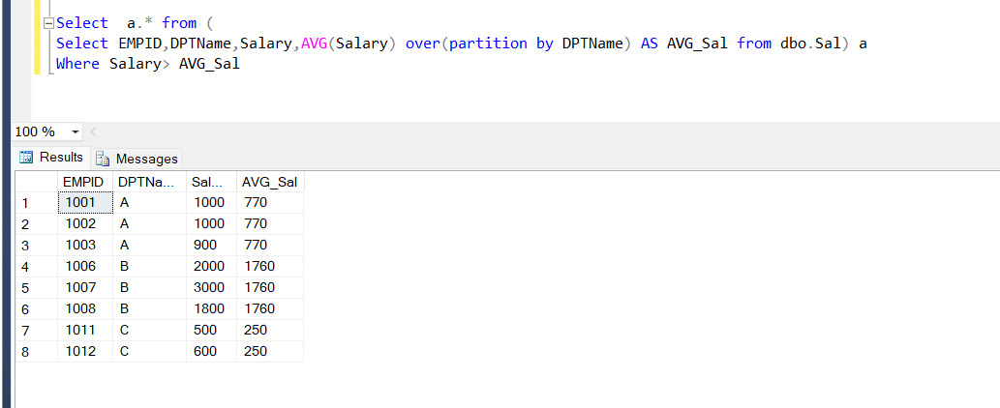 Select  a.* from (
Select EMPID,DPTName,Salary,AVG(Salary) over(partition by DPTName) AS AVG_Sal from dbo.Sal) a
Where Salary> AVG_Sal
100 %
Results Messages
EMPID DPTNa... Sal... AVG_Sal
1 1001 A 1000 770
2 1002 A 1000 770
3 1003 A 900 770
4 1006 B 2000 1760
5 1007 B 3000 1760
6 1008 B 1800 1760
7 1011 C 500 250
8 1012 C 600 250